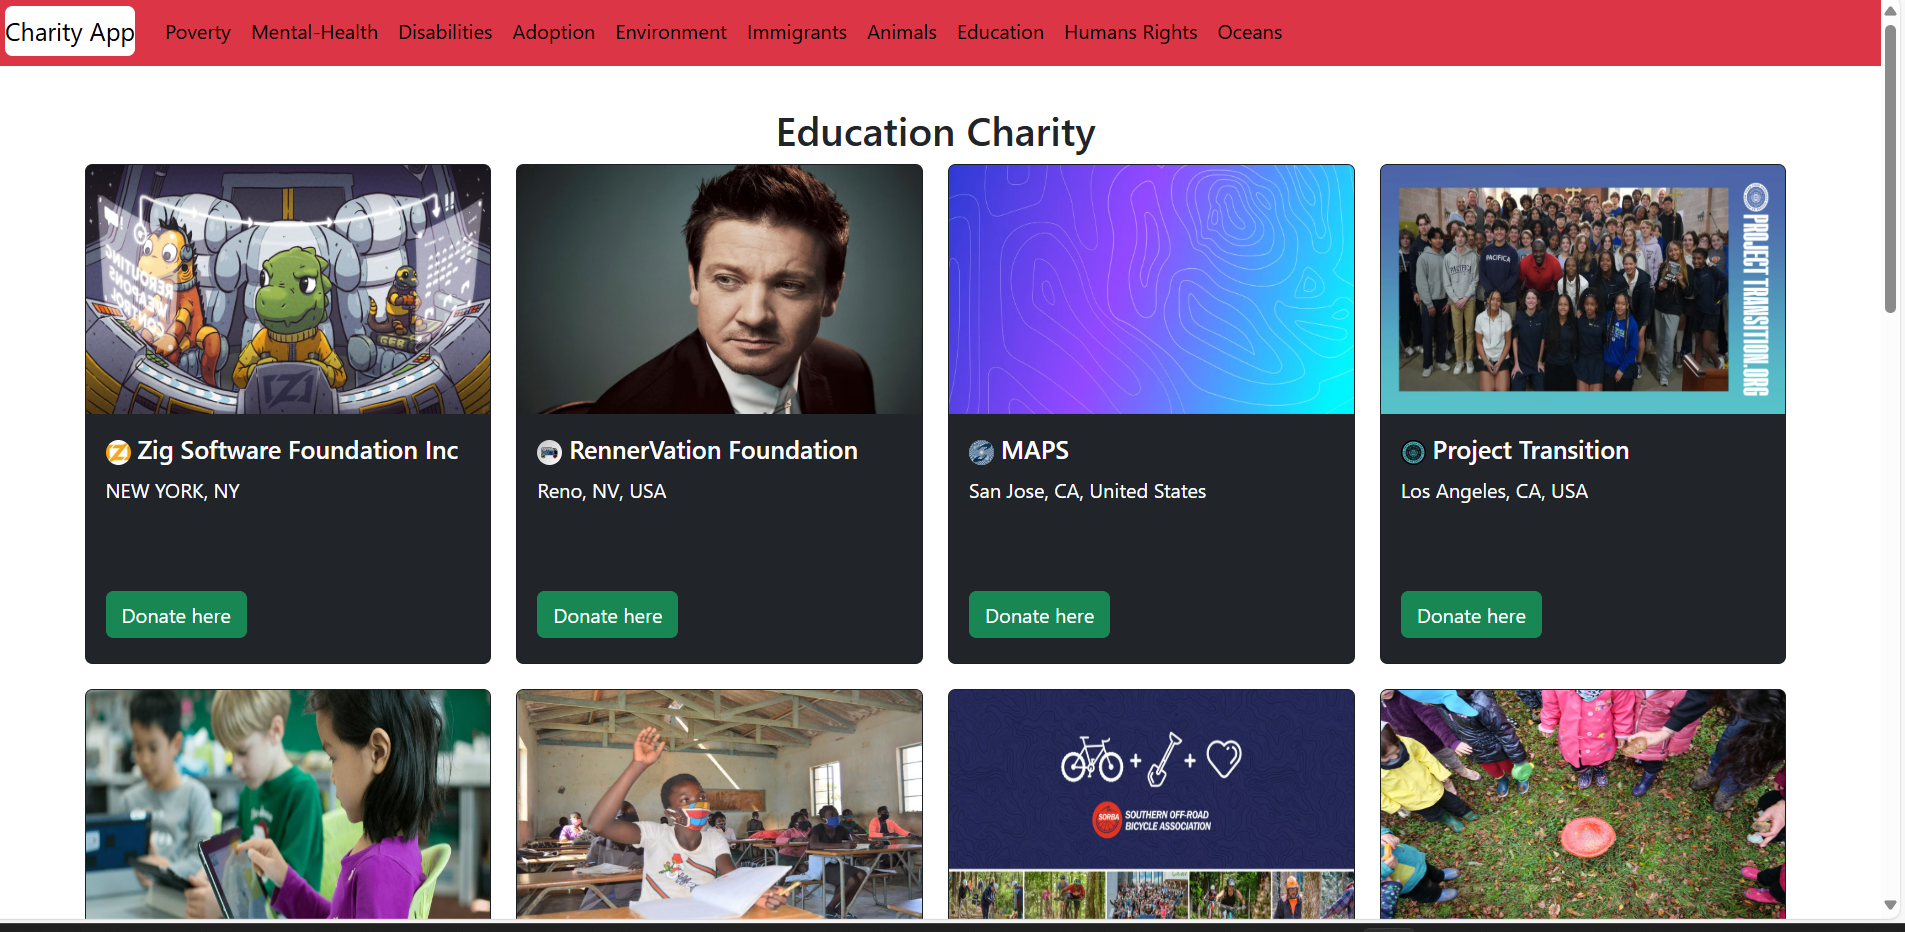 Charity App Poverty Mental-Health Disabilities Adoption Environment Immigrants Animals Education Humans Rights Oceans
Education Charity
GER
PACIFICA
PROJECT TRANSITION.ORG
Zig Software Foundation Inc
NEW YORK, NY
Donate here
RennerVation Foundation
Reno, NV, USA
Donate here
MAPS
San Jose, CA, United States
Donate here
Project Transition
Los Angeles, CA, USA
Donate here
SORBA
SOUTHERN OFF-ROAD
BICYCLE ASSOCIATION